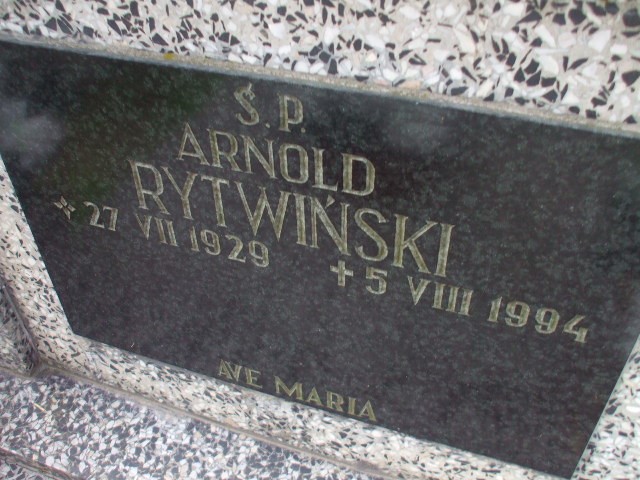 Ś.P.
ARNOLD
RYTWIŃSKI
27 VII 1929 + 5 VIII 1994
AVE MARIA